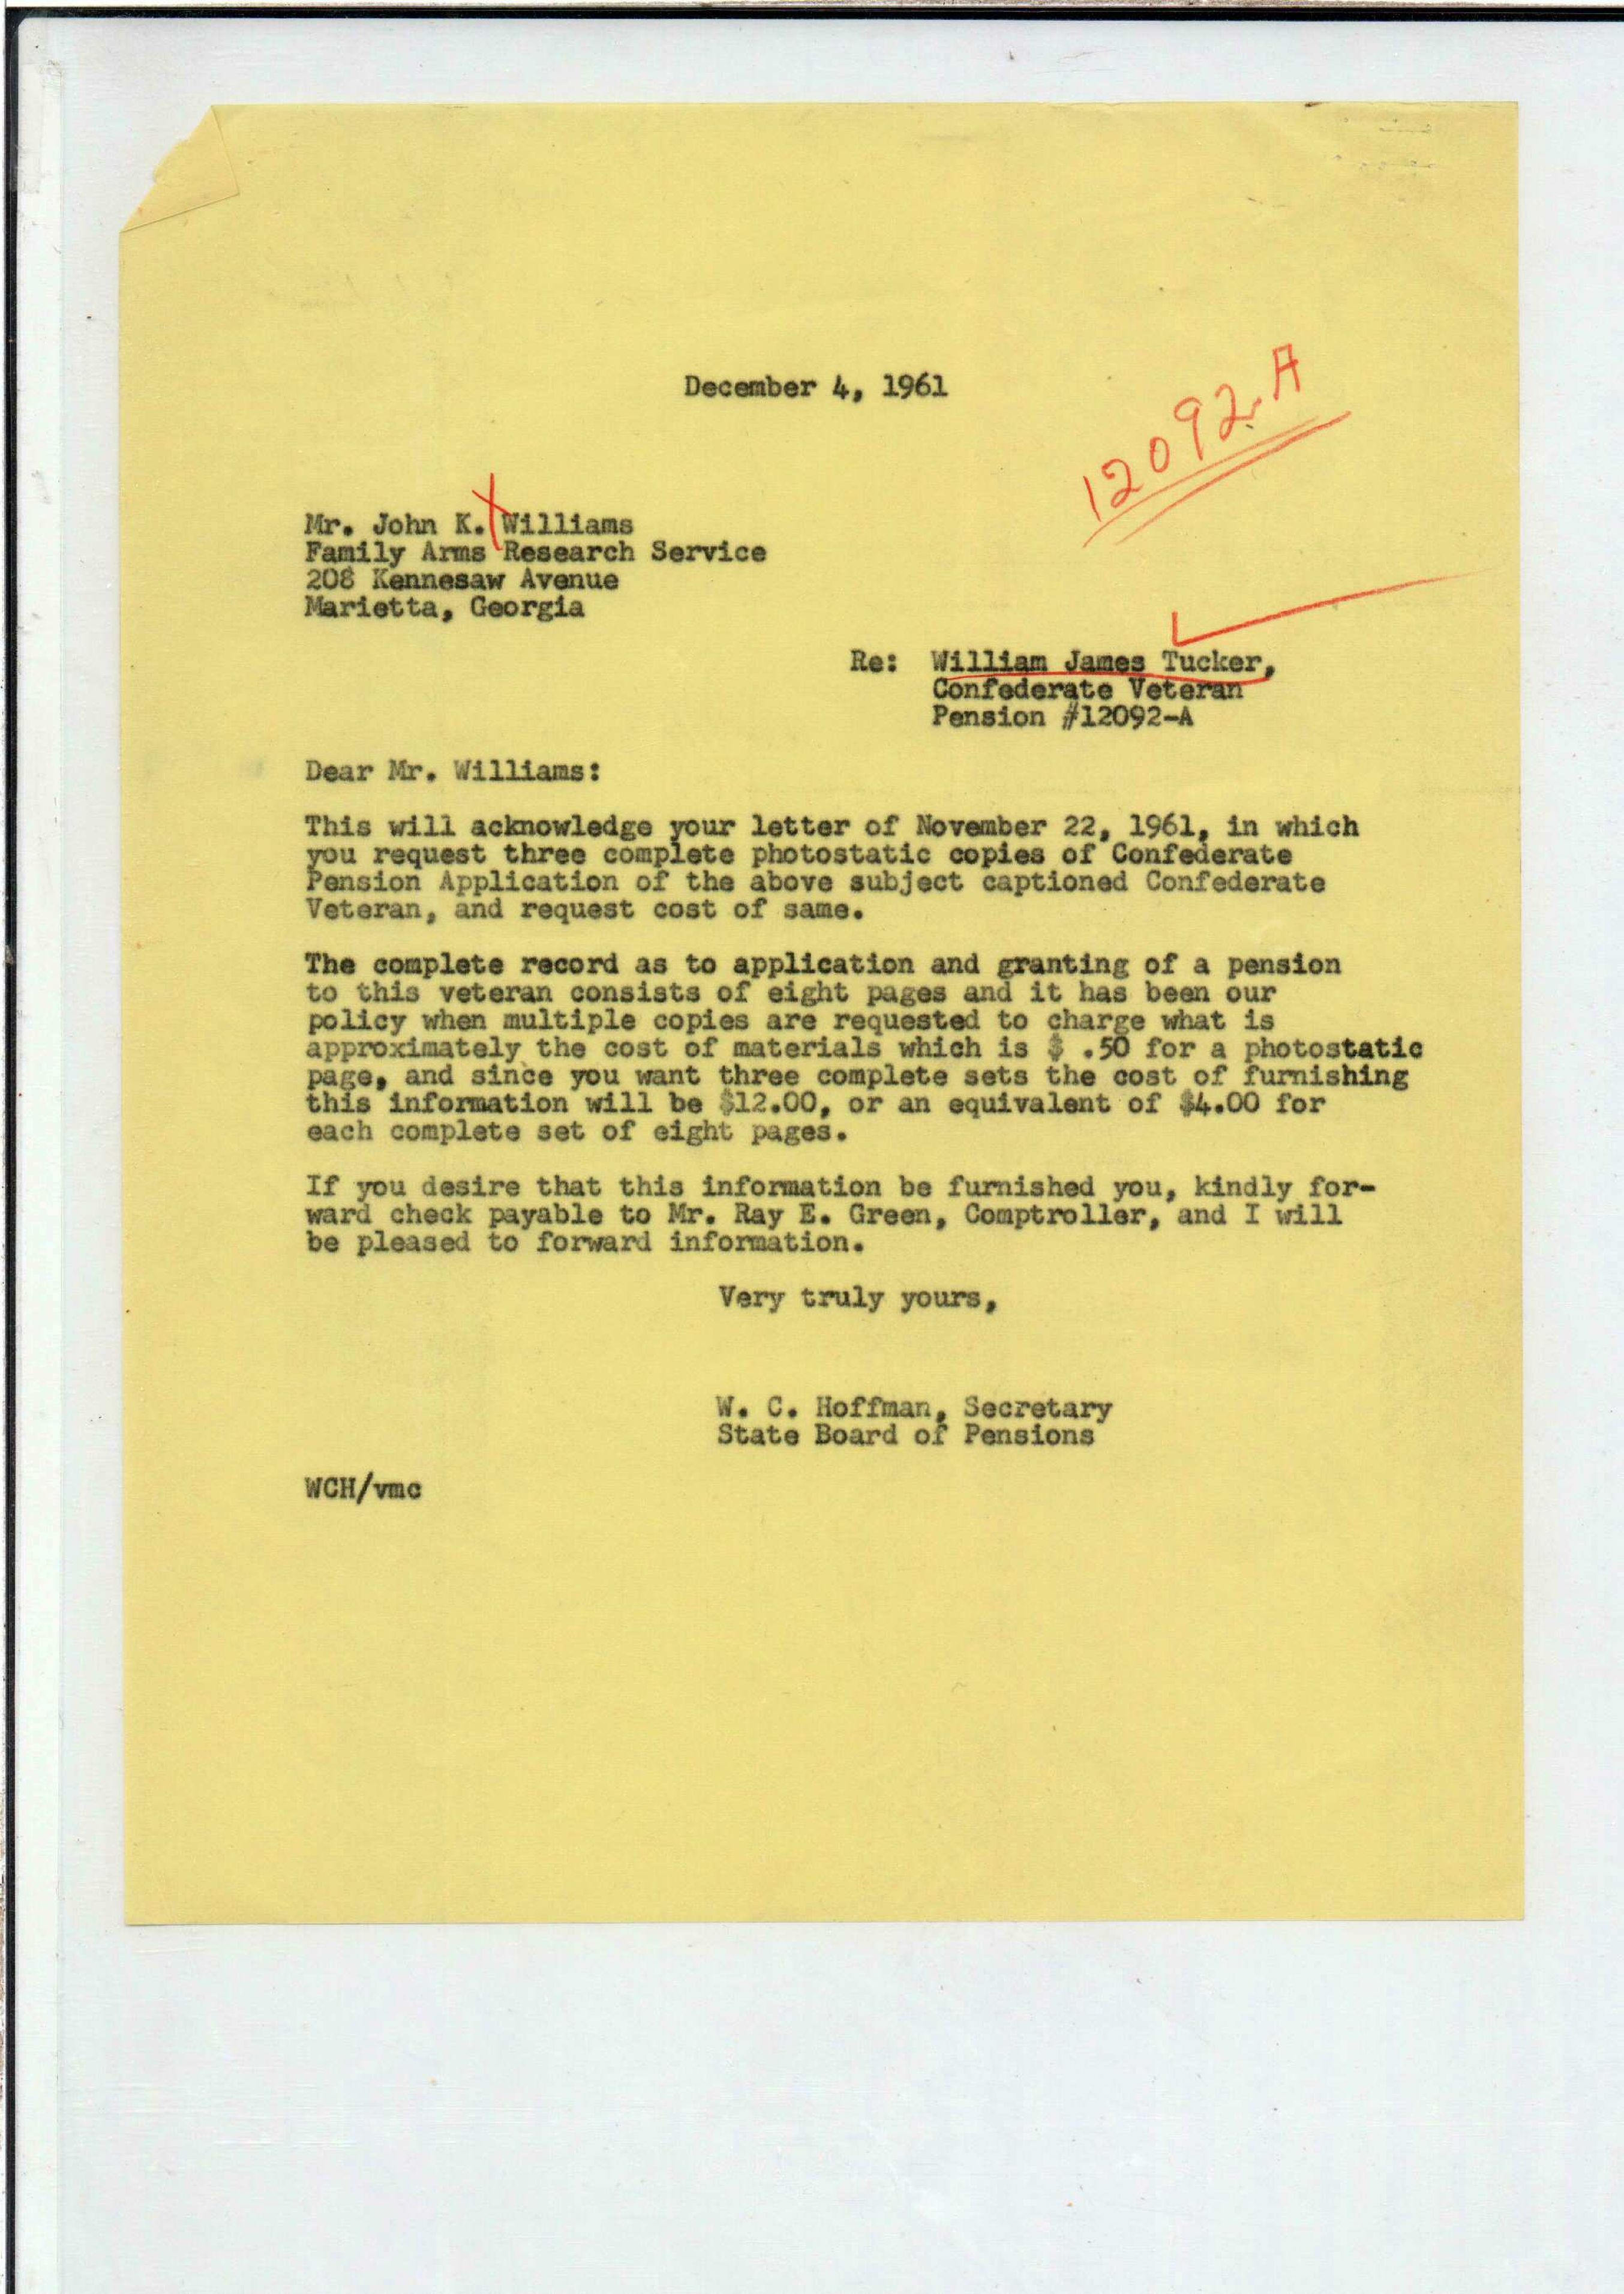 December 4, 1961
12092-A
Mr. John K. Williams
Family Arms Research Service
208 Kennesaw Avenue
Marietta, Georgia
Re: William James Tucker,
Confederate Veteran
Pension #12092-A
Dear Mr. Williams:
This will acknowledge your letter of November 22, 1961, in which
you request three complete photostatic copies of Confederate
Pension Application of the above subject captioned Confederate
Veteran, and request cost of same.
The complete record as to application and granting of a pension
to this veteran consists of eight pages and it has been our
policy when multiple copies are requested to charge what is
approximately the cost of materials which is $ .50 for a photostatic
page, and since you want three complete sets the cost of furnishing
this information will be $12.00, or an equivalent of $4.00 for
each complete set of eight pages.
If you desire that this information be furnished you, kindly for-
ward check payable to Mr. Ray E. Green, Comptroller, and I will
be pleased to forward information.
Very truly yours,
W. C. Hoffman, Secretary
State Board of Pensions
WCH/vmc